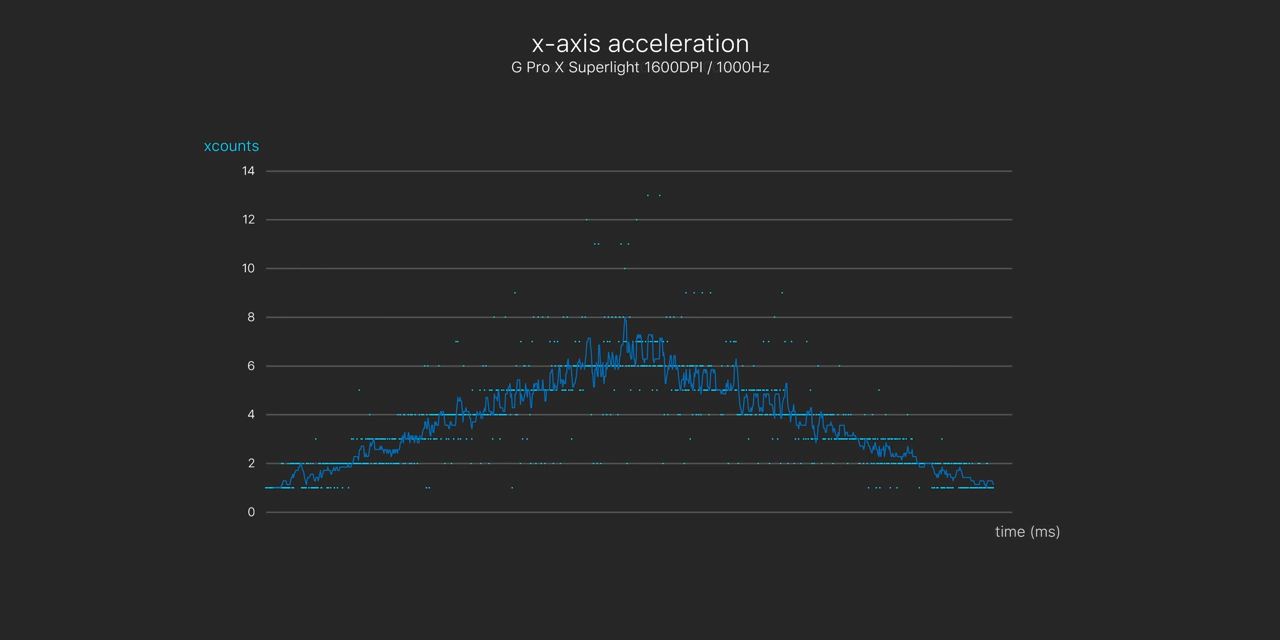 x-axis acceleration
G Pro X Superlight 1600DPI / 1000Hz
xcounts
14
12
10
8
6
4
2
0
time (ms)